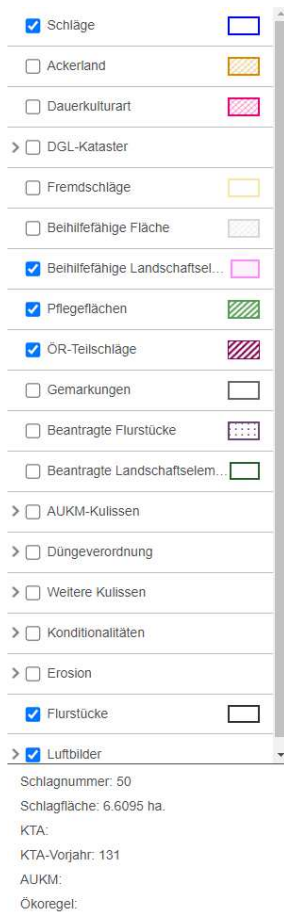 Schläge
Ackerland
Dauerkulturart
DGL-Kataster
Fremdschläge
Beihilfefähige Fläche
Beihilfefähige Landschaftsel...
Pflegeflächen
ÖR-Teilschläge
Gemarkungen
Beantragte Flurstücke
Beantragte Landschaftselem...
AUKM-Kulissen
Düngeverordnung
Weitere Kulissen
Konditionalitäten
Erosion
Flurstücke
Luftbilder
Schlagnummer: 50
Schlagfläche: 6.6095 ha.
KTA:
KTA-Vorjahr: 131
AUKM:
Ökoregel: